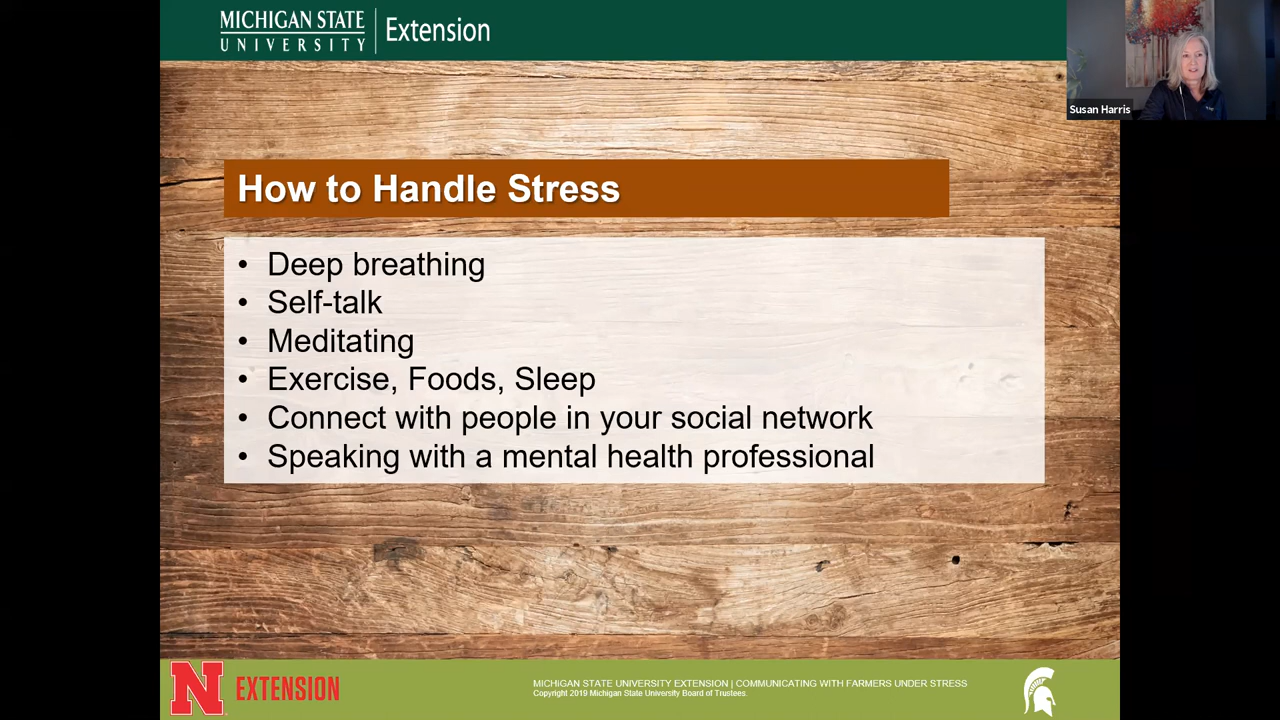 MICHIGAN STATE
UNIVERSITY
Extension
Susan Harris
How to Handle Stress
• Deep breathing
• Self-talk
• Meditating
• Exercise, Foods, Sleep
• Connect with people in your social network
• Speaking with a mental health professional
N EXTENSION
MICHIGAN STATE UNIVERSITY EXTENSION | COMMUNICATING WITH FARMERS UNDER STRESS
Copyright 2019 Michigan State University Board of Trustees.